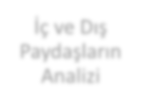 İç ve Dış
Paydaşların
Analizi